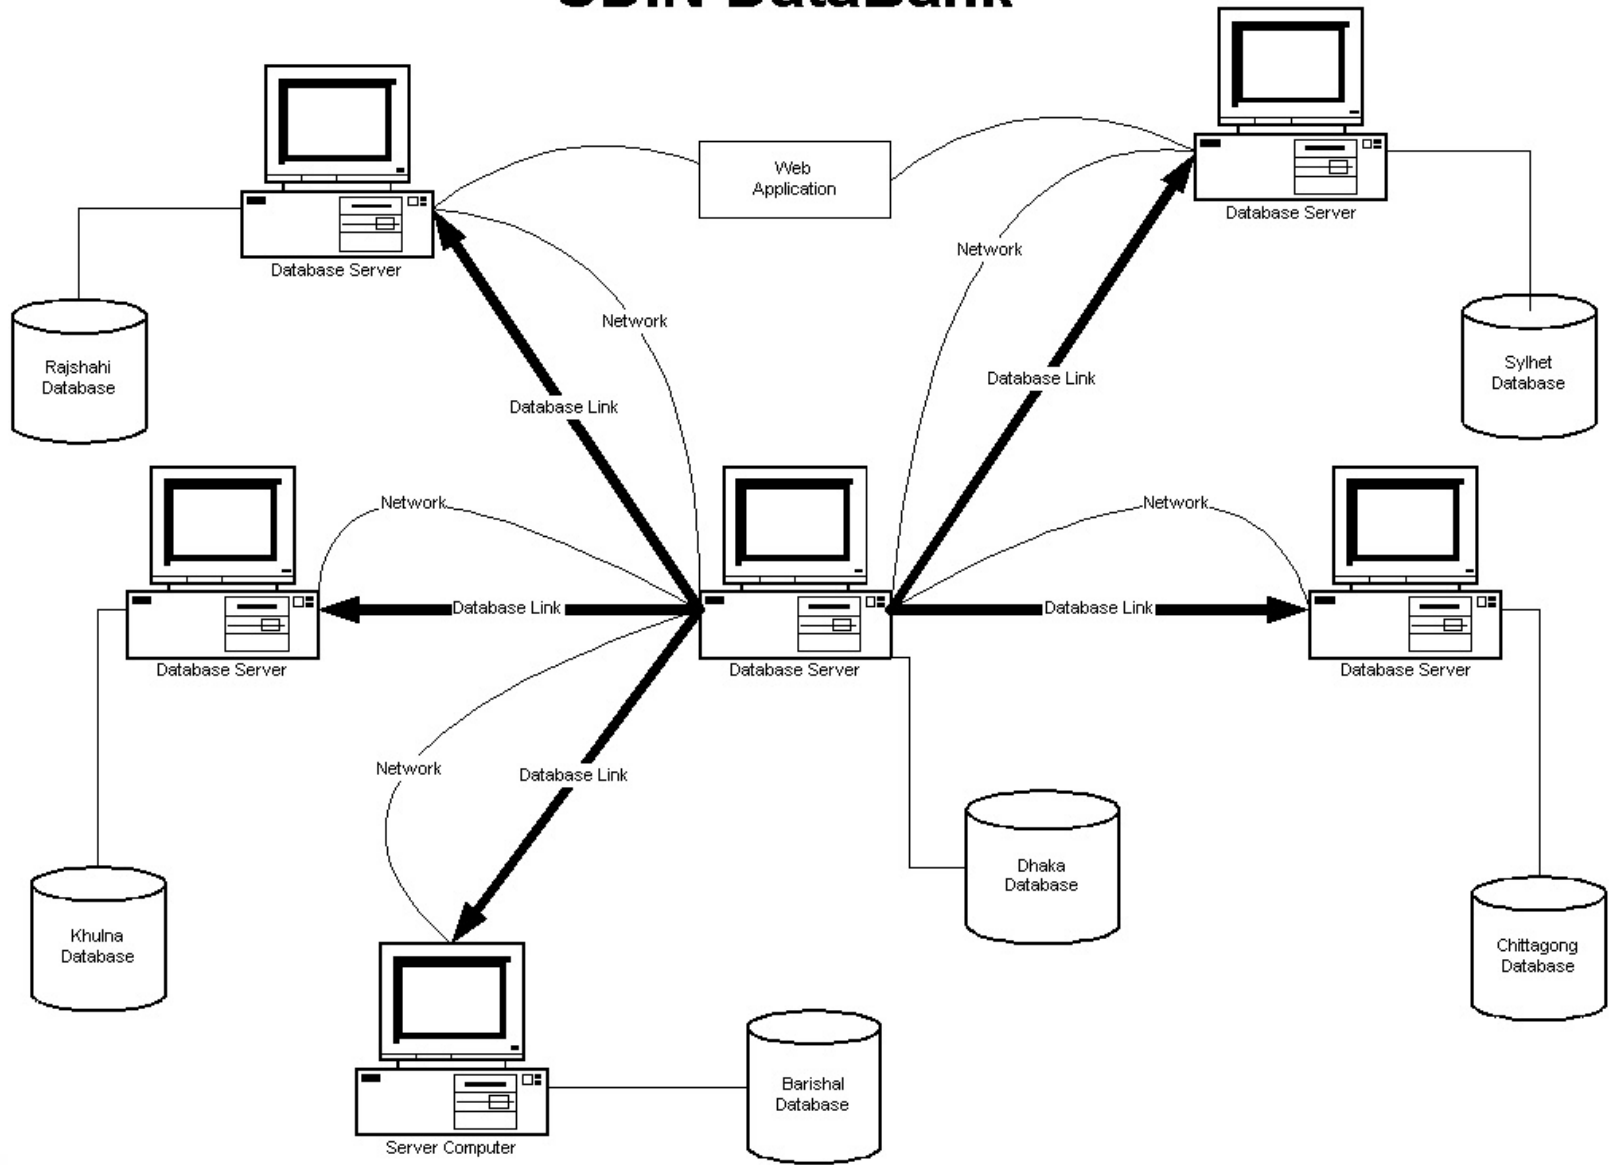 DataBank
Web
Application
Database Server
Database Server
Network
Network
Rajshahi
Database
Sylhet
Database
Database Link
Database Link
Network
Network
Database Link
Database Link
Database Server
Database Server
Database Server
Network
Database Link
Dhaka
Database
Khulna
Database
Chittagong
Database
Barishal
Database
Server Computer